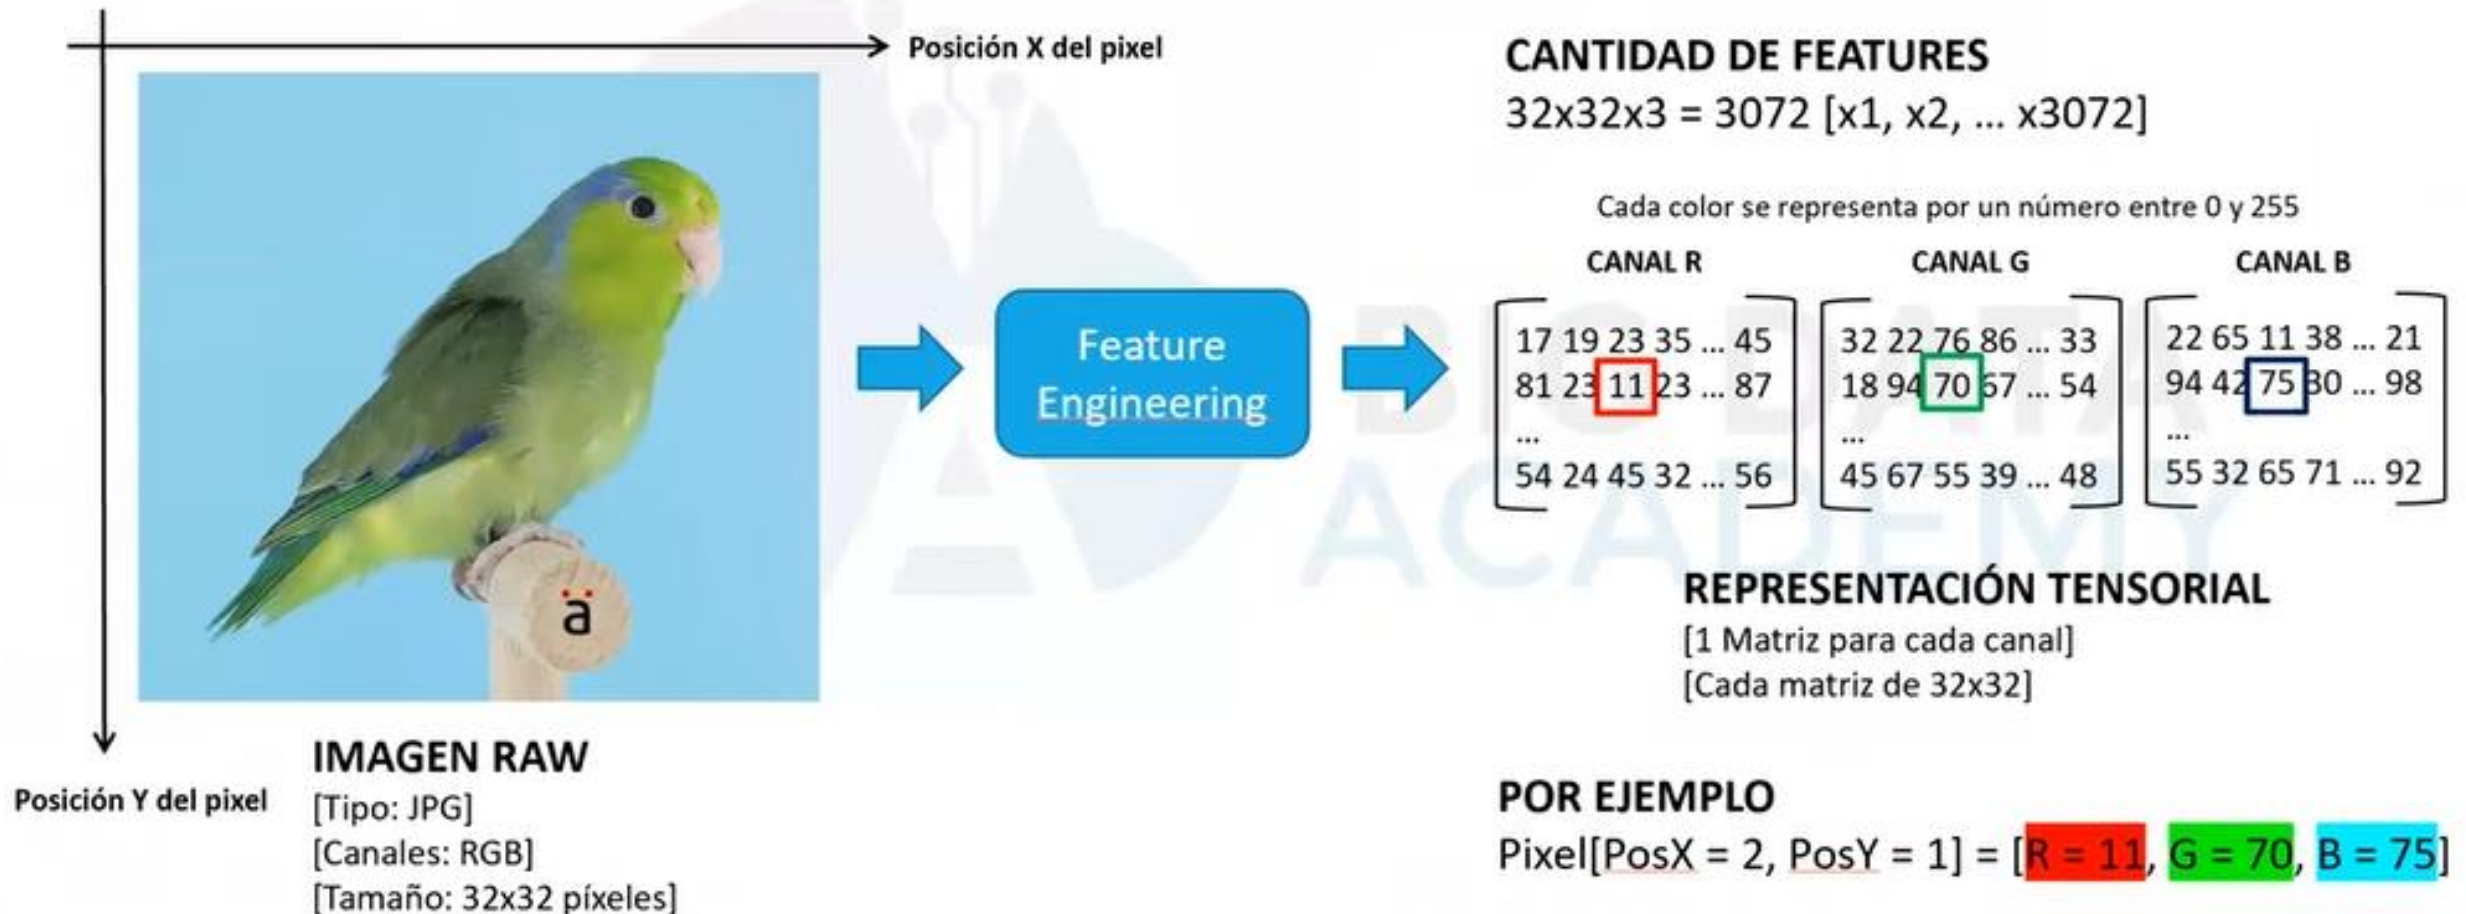 Posición X del pixel
Posición Y del pixel
ä
IMAGEN RAW
[Tipo: JPG]
[Canales: RGB]
[Tamaño: 32x32 píxeles]
Feature
Engineering
CANTIDAD DE FEATURES
32x32x3 = 3072 [x1, x2, ... x3072]
Cada color se representa por un número entre 0 y 255
CANAL R
17 19 23 35 ... 45
81 23 11 23 ... 87
...
54 24 45 32 ... 56
CANAL G
32 22 76 86 ... 33
18 94 70 67 ... 54
...
45 67 55 39 ... 48
CANAL B
22 65 11 38 ... 21
94 42 75 30 ... 98
...
55 32 65 71 ... 92
BIG DATA
ACADEMY
REPRESENTACIÓN TENSORIAL
[1 Matriz para cada canal]
[Cada matriz de 32x32]
POR EJEMPLO
Pixel[PosX = 2, PosY = 1] = [R = 11, G = 70, B = 75]